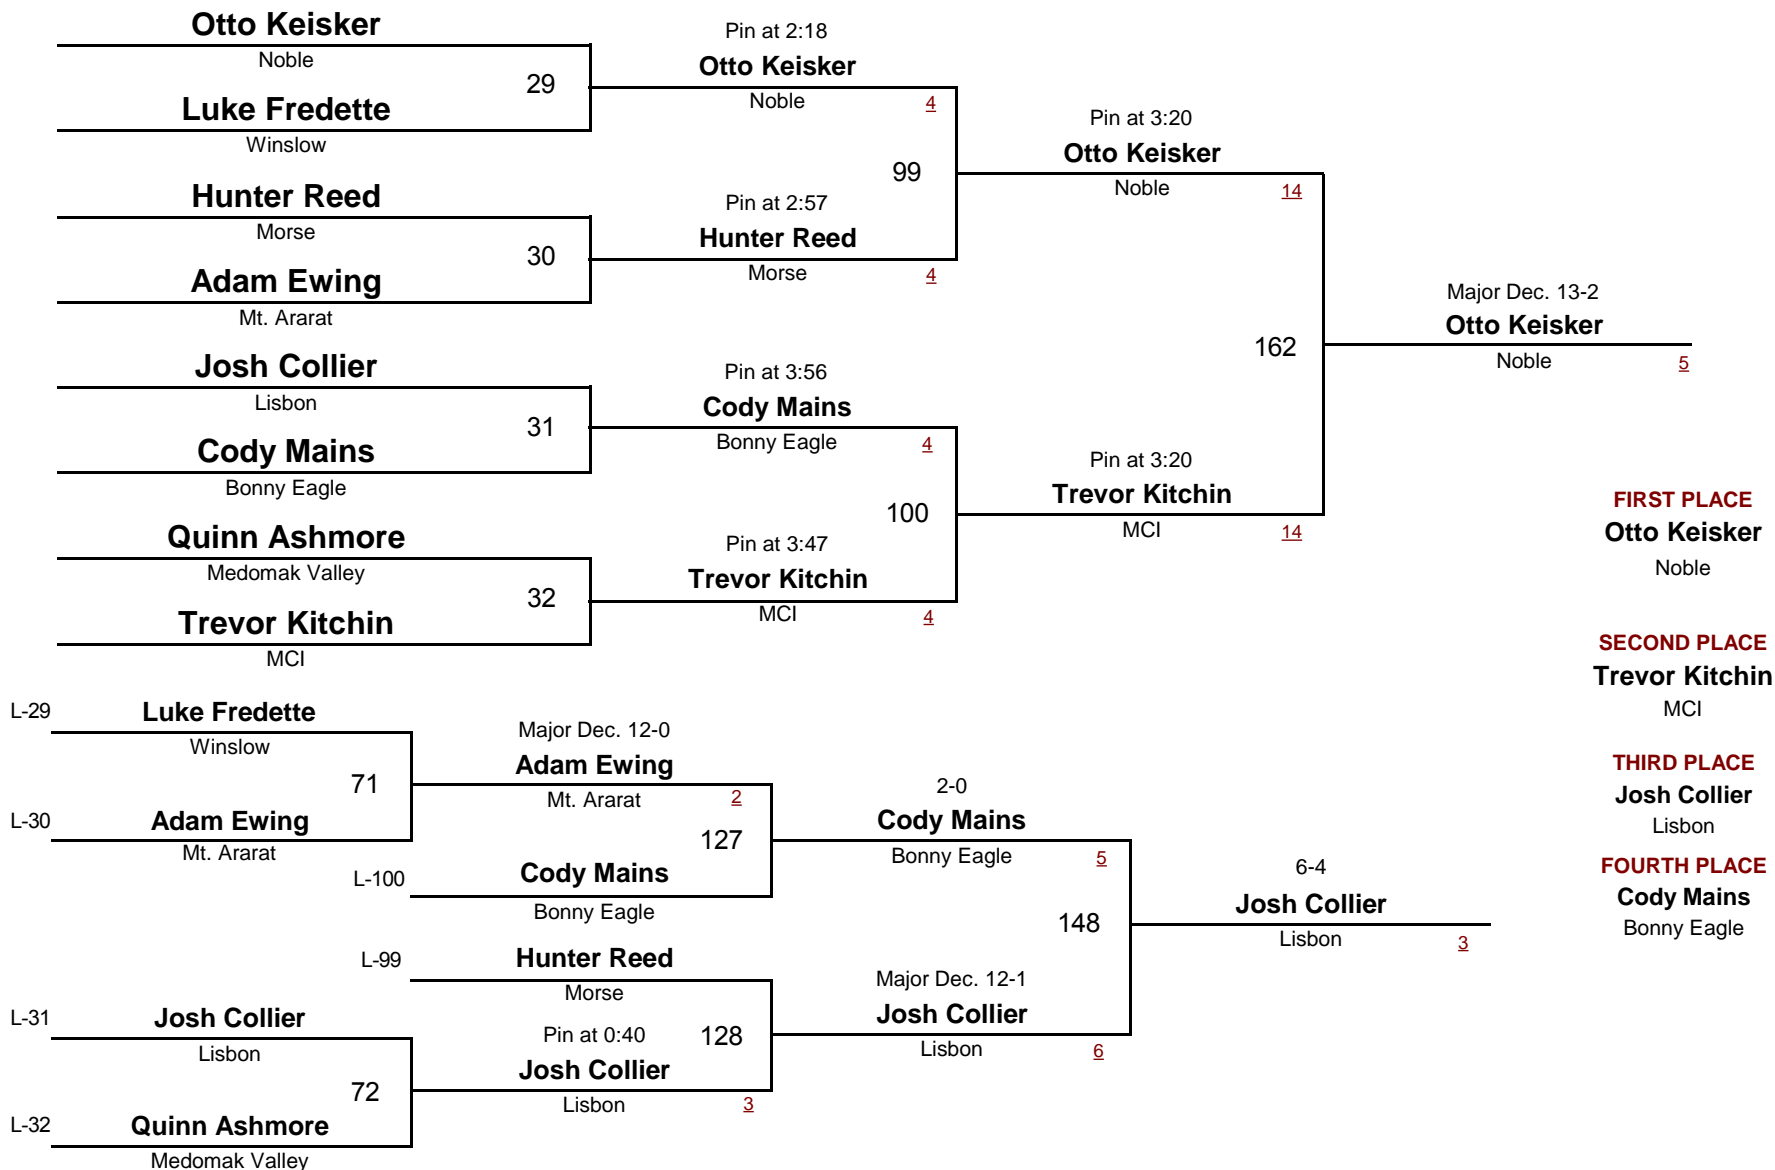 Otto Keisker
Noble
29
Luke Fredette
Winslow
Hunter Reed
Morse
30
Adam Ewing
Mt. Ararat
Josh Collier
Lisbon
31
Cody Mains
Bonny Eagle
Quinn Ashmore
Medomak Valley
32
Trevor Kitchin
MCI
Pin at 2:18
Otto Keisker
Noble
4
99
Pin at 2:57
Hunter Reed
Morse
4
Pin at 3:56
Cody Mains
Bonny Eagle
4
100
Pin at 3:47
Trevor Kitchin
MCI
4
Pin at 3:20
Otto Keisker
Noble
14
162
Pin at 3:20
Trevor Kitchin
MCI
14
Major Dec. 13-2
Otto Keisker
Noble
5
FIRST PLACE
Otto Keisker
Noble
SECOND PLACE
Trevor Kitchin
MCI
THIRD PLACE
Josh Collier
Lisbon
FOURTH PLACE
Cody Mains
Bonny Eagle
L-29
Luke Fredette
Winslow
71
L-30
Adam Ewing
Mt. Ararat
Major Dec. 12-0
Adam Ewing
Mt. Ararat
2
127
L-100
Cody Mains
Bonny Eagle
L-99
Hunter Reed
Morse
128
L-31
Josh Collier
Lisbon
72
L-32
Quinn Ashmore
Medomak Valley
Pin at 0:40
Josh Collier
Lisbon
3
2-0
Cody Mains
Bonny Eagle
5
148
Major Dec. 12-1
Josh Collier
Lisbon
6
6-4
Josh Collier
Lisbon
3